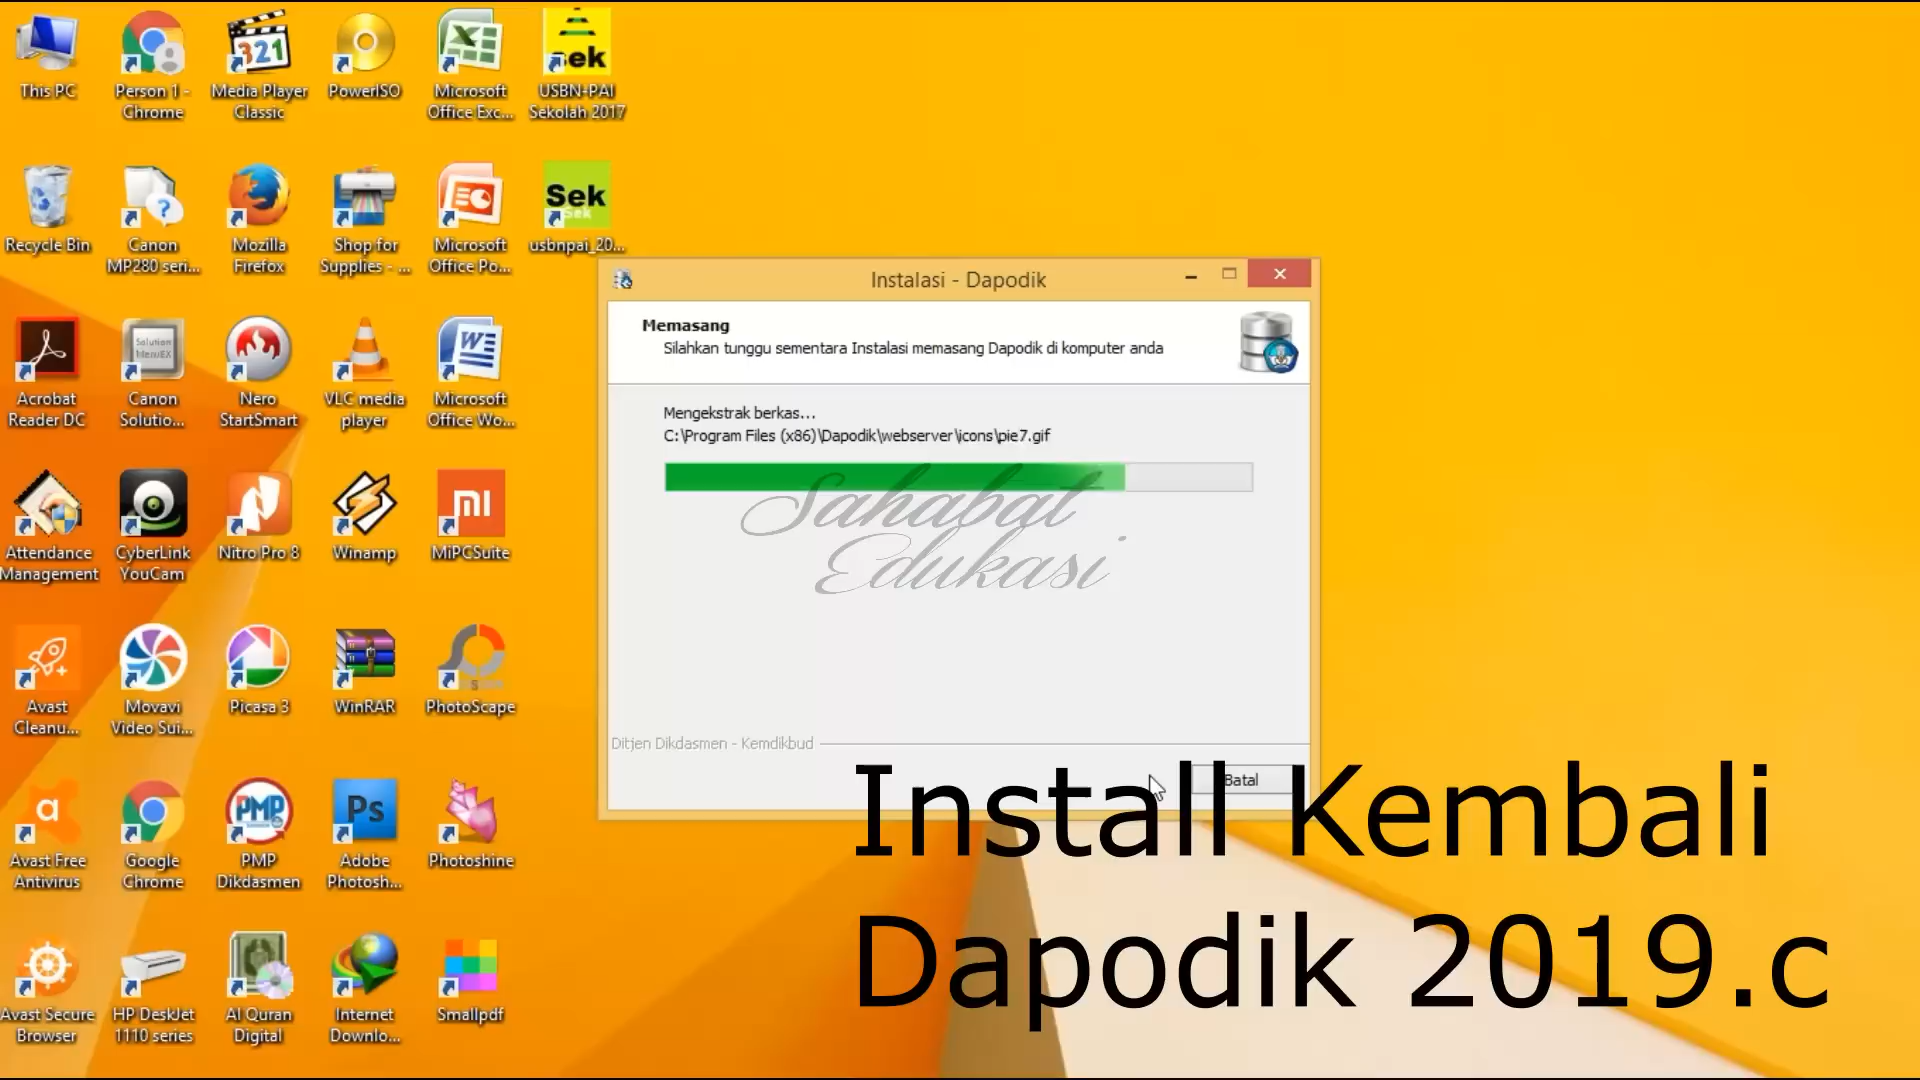 This PC
Person 1 -
Chrome
Media Player
Classic
PowerISO
Microsoft
Office Exc...
sek
USBN-PAI
Sekolah 2017
Recycle Bin
Canon
MP280 seri...
Mozilla
Firefox
Shop for
Supplies - ...
Microsoft
Office Po...
Sek
Sek
usbnpai_20...
Acrobat
Reader DC
Solution
MenuEX
Canon
Solutio...
Nero
StartSmart
VLC media
player
Microsoft
Office Wo...
Attendance
Management
CyberLink
YouCam
Nitro Pro 8
Winamp
MiPCSuite
Avast
Cleanu...
Movavi
Video Sui...
Picasa 3
WinRAR
PhotoScape
Avast Free
Antivirus
Google
Chrome
PMP
PMP
Dikdasmen
Ps
Adobe
Photosh...
Photoshine
Avast Secure
Browser
HP DeskJet
1110 series
Al Quran
Digital
Internet
Downlo...
Smallpdf
Instalasi - Dapodik
Memasang
Silahkan tunggu sementara Instalasi memasang Dapodik di komputer anda
Mengekstrak berkas...
C:\Program Files (x86)\Dapodik\webserver\icons\pie7.gif
Sahabat
Edukasi
Ditjen Dikdasmen - Kemdikbud
Batal
Install Kembali
Dapodik 2019.c